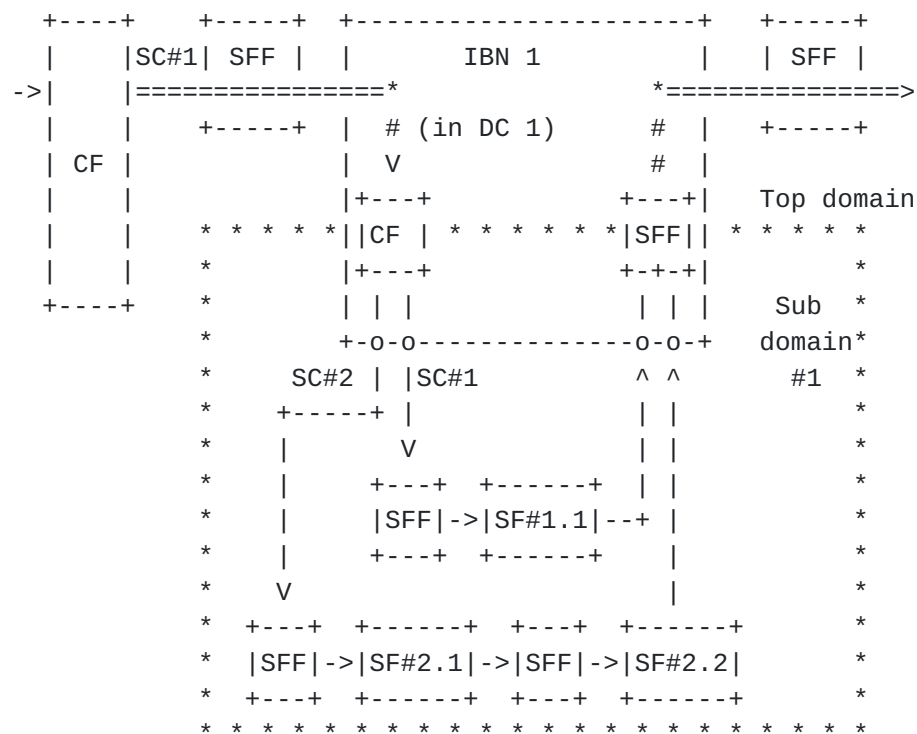 SC#1 SFF IBN 1 SFF
(in DC 1)
CF
Top domain
CF SFF
Sub
domain
SC#2 SC#1 #1
SFF SF#1.1
SFF SF#2.1 SFF SF#2.2